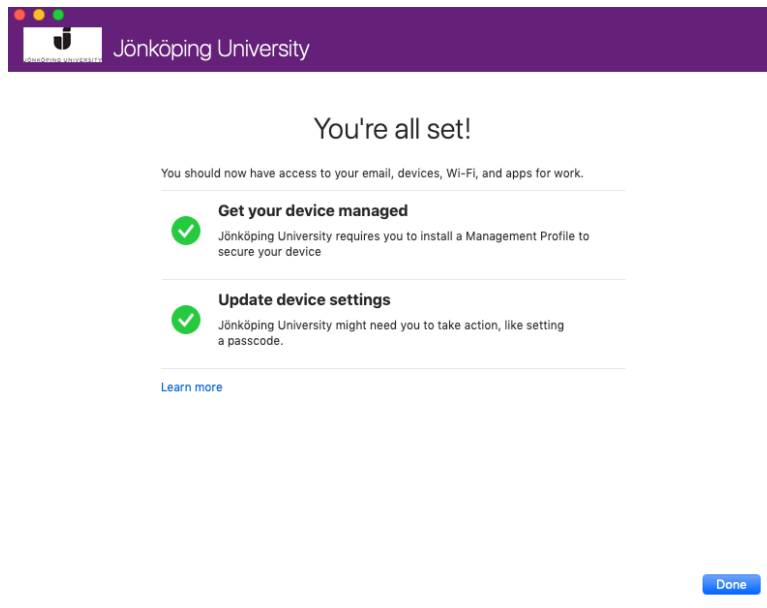 JÖNKÖPING UNIVERSITY
Jönköping University
You're all set!
You should now have access to your email, devices, Wi-Fi, and apps for work.
Get your device managed
Jönköping University requires you to install a Management Profile to
secure your device
Update device settings
Jönköping University might need you to take action, like setting
a passcode.
Learn more
Done